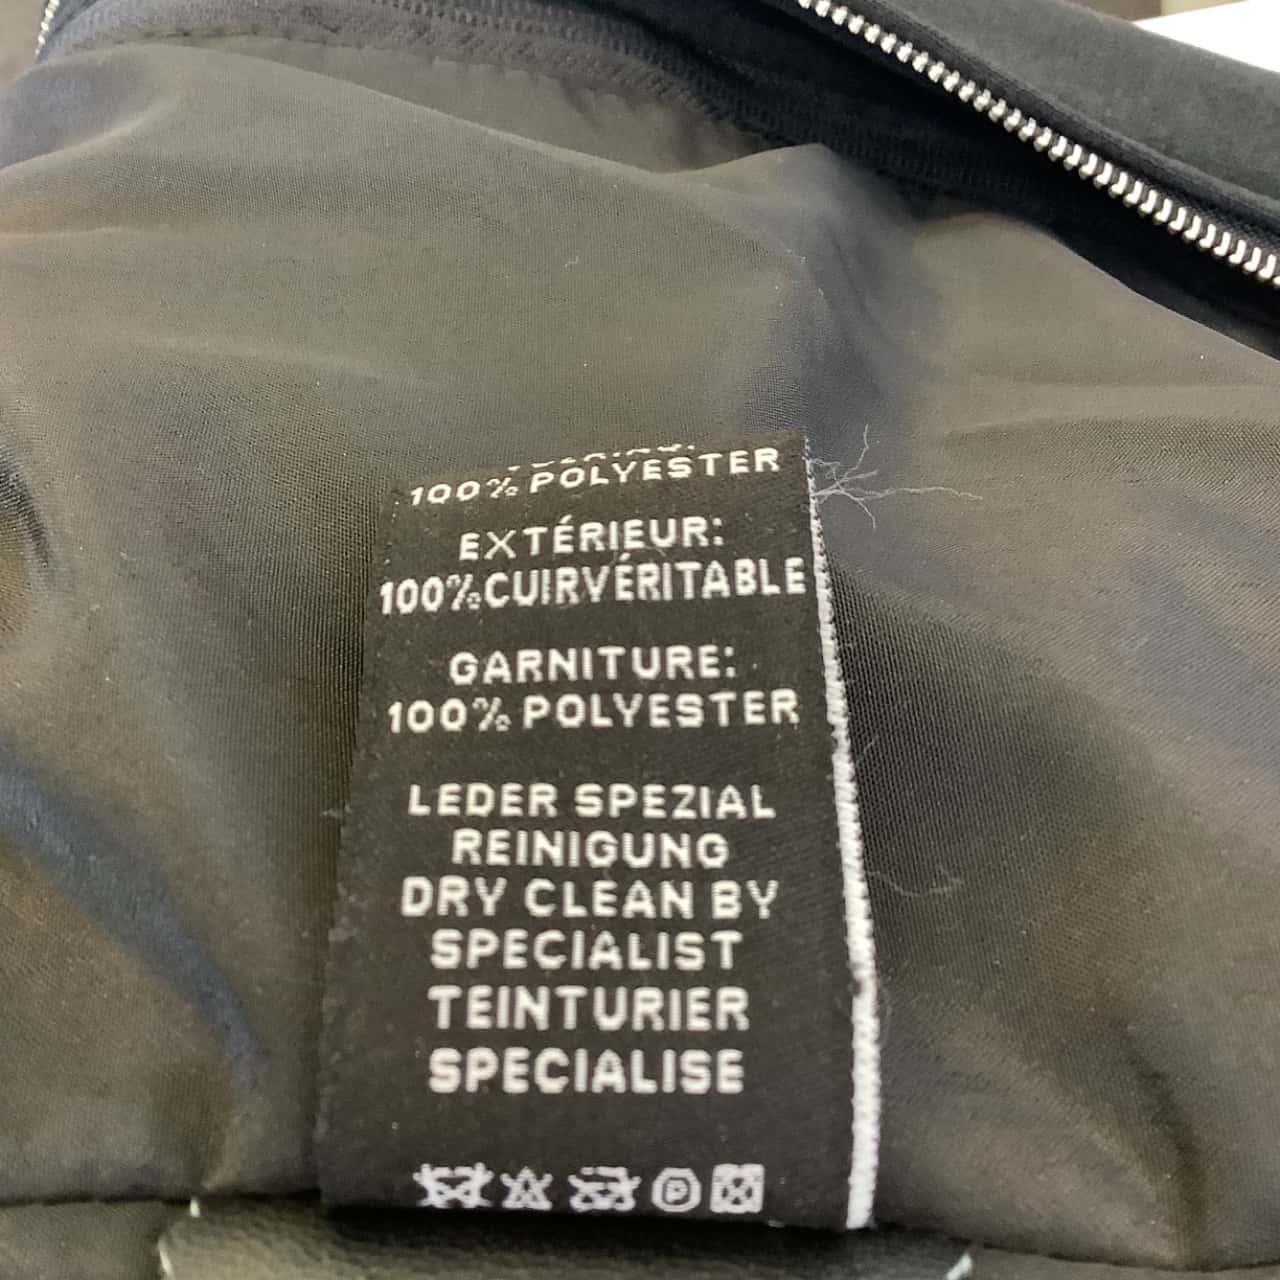 100% POLYESTER
EXTÉRIEUR:
100%CUIRVÉRITABLE
GARNITURE:
100% POLYESTER
LEDER SPEZIAL
REINIGUNG
DRY CLEAN BY
SPECIALIST
TEINTURIER
SPECIALISE
P